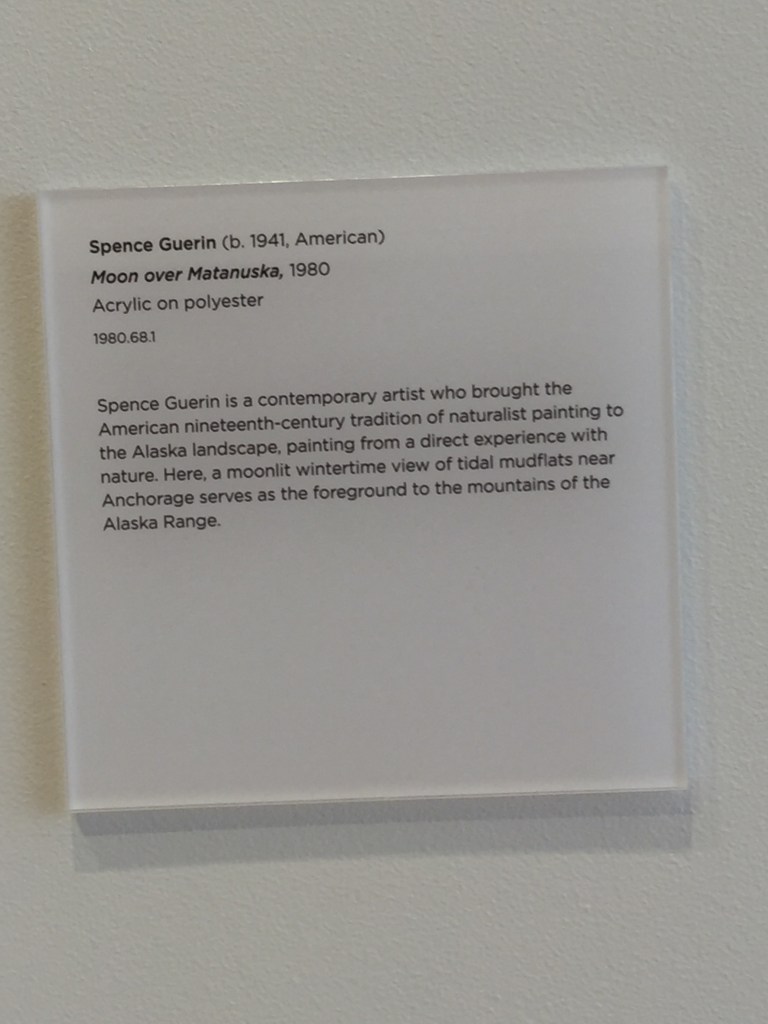 Spence Guerin (b. 1941, American)
Moon over Matanuska, 1980
Acrylic on polyester
1980.68.1
Spence Guerin is a contemporary artist who brought the
American nineteenth-century tradition of naturalist painting to
the Alaska landscape, painting from a direct experience with
nature. Here, a moonlit wintertime view of tidal mudflats near
Anchorage serves as the foreground to the mountains of the
Alaska Range.